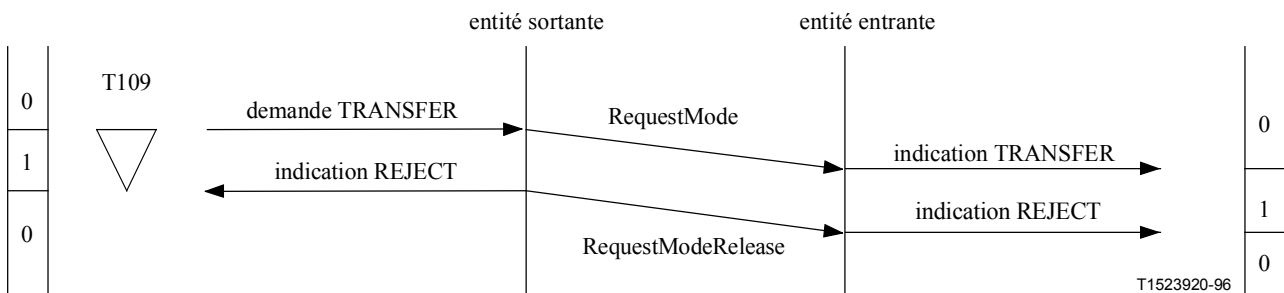 entité sortante
entité entrante
T109
0
demande TRANSFER
RequestMode
0
1
indication REJECT
indication TRANSFER
0
RequestModeRelease
indication REJECT
1
0
T1523920-96